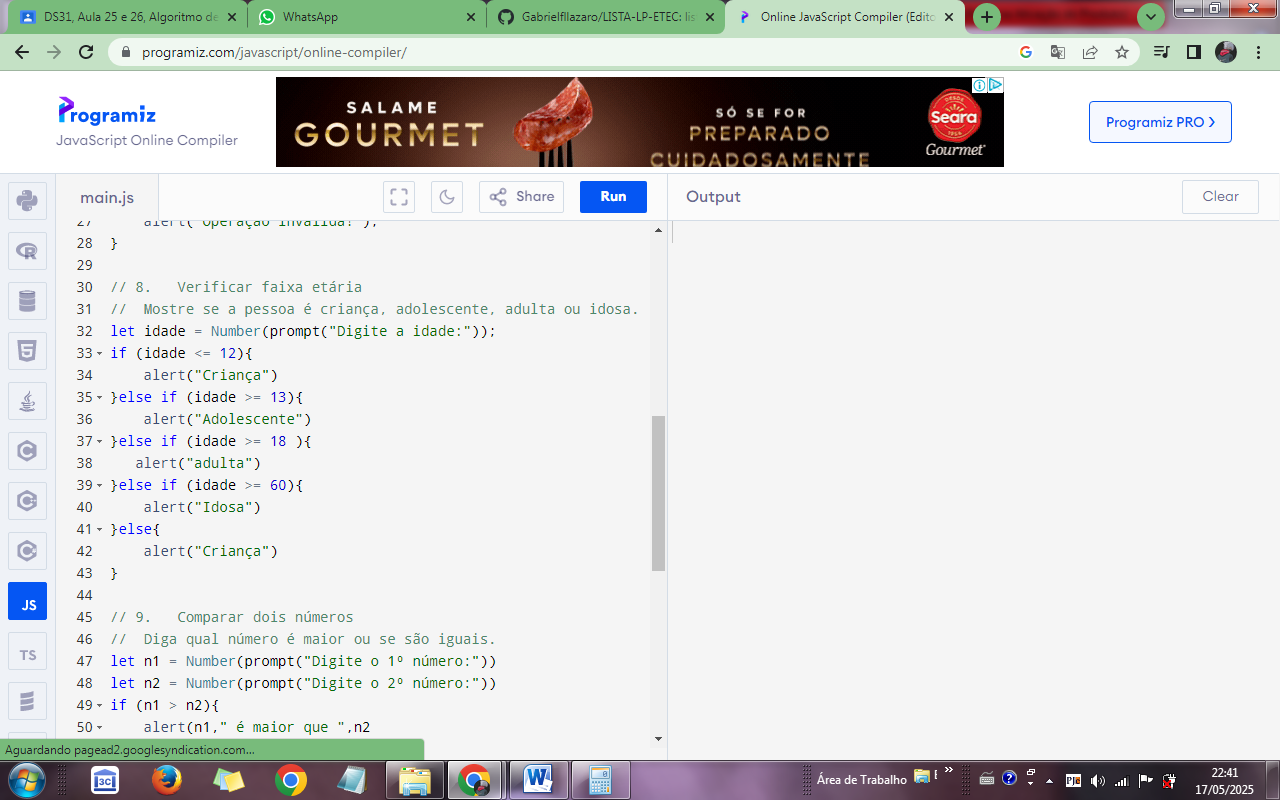 DS31, Aula 25 e 26, Algoritmo de
WhatsApp
Gabrielfllazaro/LISTA-LP-ETEC: lis
Online JavaScript Compiler (Edito
programiz.com/javascript/online-compiler/
Programiz
JavaScript Online Compiler
SALAME
GOURMET
SÓ SE FOR
PREPARADO
CUIDADOSAMENTE
Seara
Gourmet
Programiz PRO
main.js
Share
Run
Output
Clear
27 alert("Operação inválida!");
28 }
29
30 // 8.   Verificar faixa etária
31 //  Mostre se a pessoa é criança, adolescente, adulta ou idosa.
32 let idade = Number(prompt("Digite a idade:"));
33 if (idade <= 12){
34     alert("Criança")
35 }else if (idade >= 13){
36     alert("Adolescente")
37 }else if (idade >= 18 ){
38    alert("adulta")
39 }else if (idade >= 60){
40     alert("Idosa")
41 }else{
42     alert("Criança")
43 }
44
45 // 9.   Comparar dois números
46 //  Diga qual número é maior ou se são iguais.
47 let n1 = Number(prompt("Digite o 1º número:"))
48 let n2 = Number(prompt("Digite o 2º número:"))
49 if (n1 > n2){
50     alert(n1," é maior que ",n2
JS
TS
Aguardando pagead2.googlesyndication.com...
3C
Área de Trabalho
PJe
22:41
17/05/2025